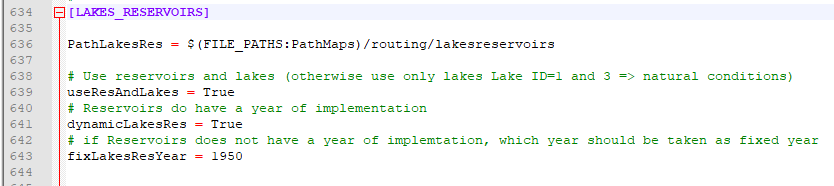 634 [LAKES_RESERVOIRS]
635
636 PathLakesRes = $(FILE_PATHS:PathMaps)/routing/lakesreservoirs
637
638 # Use reservoirs and lakes (otherwise use only lakes Lake ID=1 and 3 => natural conditions)
639 useResAndLakes = True
640 # Reservoirs do have a year of implementation
641 dynamicLakesRes = True
642 # if Reservoirs does not have a year of implemtation, which year should be taken as fixed year
643 fixLakesResYear = 1950
644